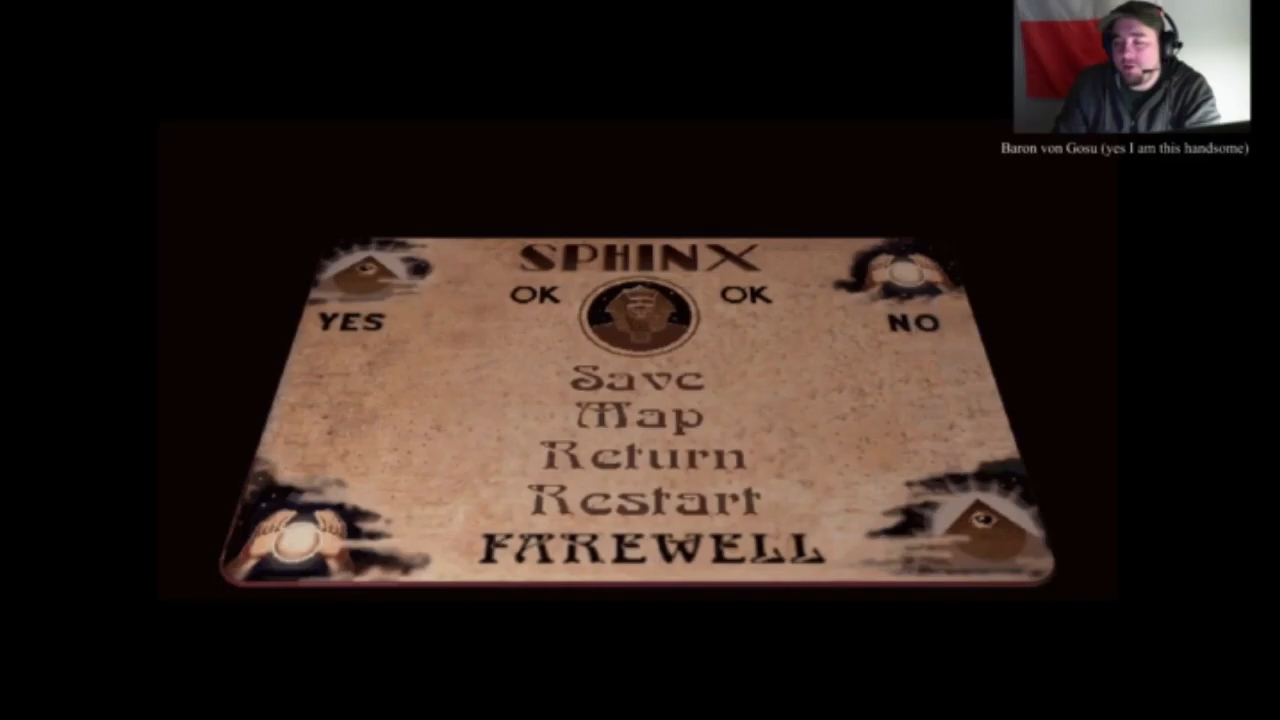 Baron von Gosu (yes I am this handsome)
SPHINX
OK OK
YES NO
Save
Map
Return
Restart
FAREWELL